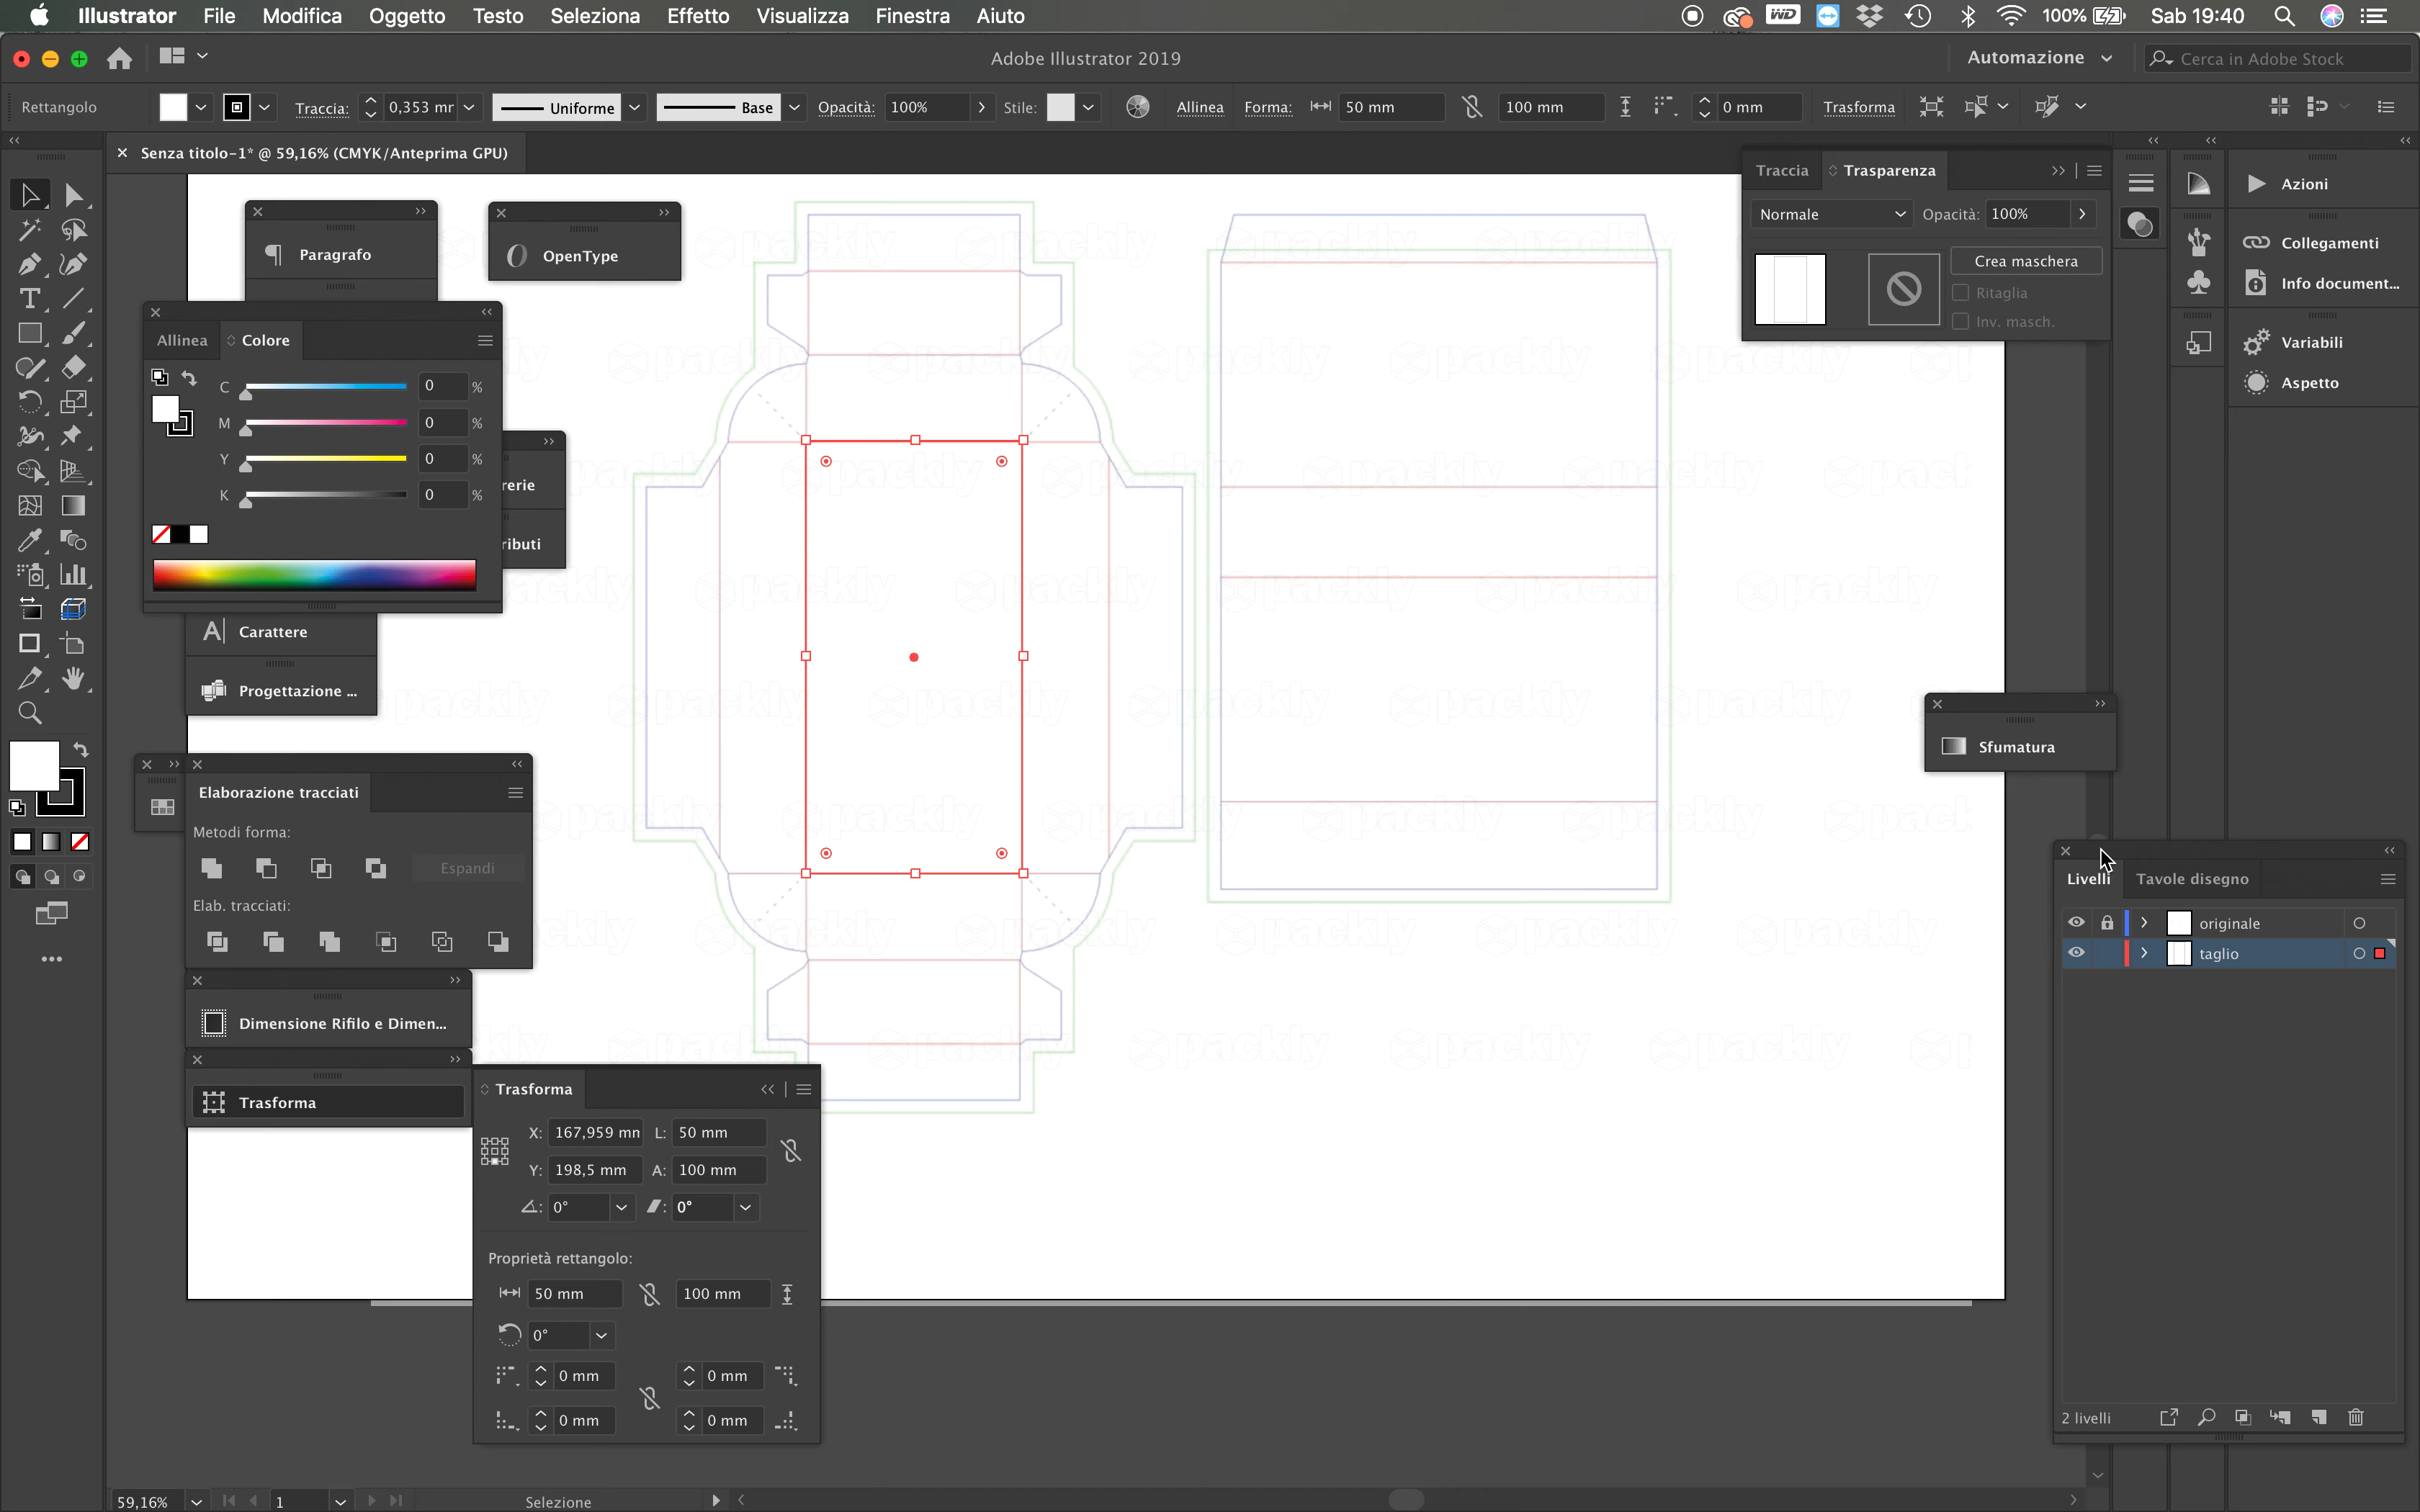 Illustrator File Modifica Oggetto Testo Seleziona Effetto Visualizza Finestra Aiuto
WD 100% Sab 19:40
Adobe Illustrator 2019
Automazione
Cerca in Adobe Stock
Rettangolo Traccia: 0,353 mr Uniforme Base Opacità: 100% Stile: Allinea Forma: 50 mm 100 mm 0 mm Trasforma
Senza titolo-1* @ 59,16% (CMYK/Anteprima GPU)
Traccia Trasparenza
Normale Opacità: 100%
Crea maschera
Ritaglia
Inv. masch.
Azioni
Collegamenti
Info document...
Variabili
Aspetto
Paragrafo
OpenType
Allinea Colore
C 0 %
M 0 %
Y 0 %
K 0 %
rerie
ributi
Carattere
Progettazione ...
packly
Sfumatura
Elaborazione tracciati
Metodi forma:
Espandi
Elab. tracciati:
Dimensione Rifilo e Dimen...
Trasforma
Livelli Tavole disegno
originale
taglio
2 livelli
Trasforma
X: 167,959 mn L: 50 mm
Y: 198,5 mm A: 100 mm
0° 0°
Proprietà rettangolo:
50 mm 100 mm
0°
0 mm 0 mm
0 mm 0 mm
59,16% 1 Selezione